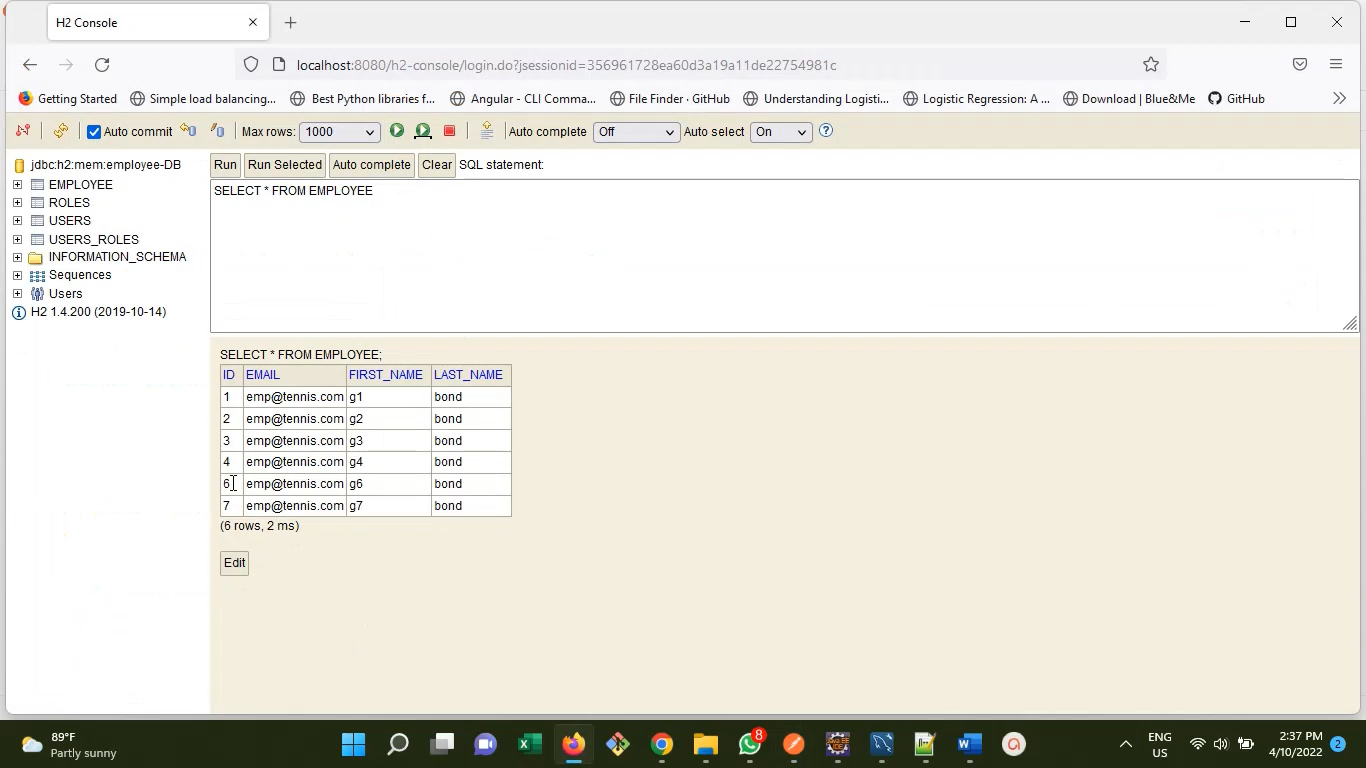 H2 Console
localhost:8080/h2-console/login.do?jsessionid=356961728ea60d3a19a11de22754981c
Getting Started Simple load balancing... Best Python libraries f... Angular - CLI Comma... File Finder · GitHub Understanding Logisti... Logistic Regression: A ... Download | Blue&Me GitHub
Auto commit Max rows: 1000 Auto complete Off Auto select On
jdbc:h2:mem:employee-DB
EMPLOYEE
ROLES
USERS
USERS_ROLES
INFORMATION_SCHEMA
Sequences
Users
H2 1.4.200 (2019-10-14)
Run Run Selected Auto complete Clear SQL statement:
SELECT * FROM EMPLOYEE
SELECT * FROM EMPLOYEE;
ID EMAIL FIRST_NAME LAST_NAME
1 emp@tennis.com g1 bond
2 emp@tennis.com g2 bond
3 emp@tennis.com g3 bond
4 emp@tennis.com g4 bond
6 emp@tennis.com g6 bond
7 emp@tennis.com g7 bond
(6 rows, 2 ms)
Edit
89°F
Partly sunny
8
ENG
US
2:37 PM
4/10/2022
2